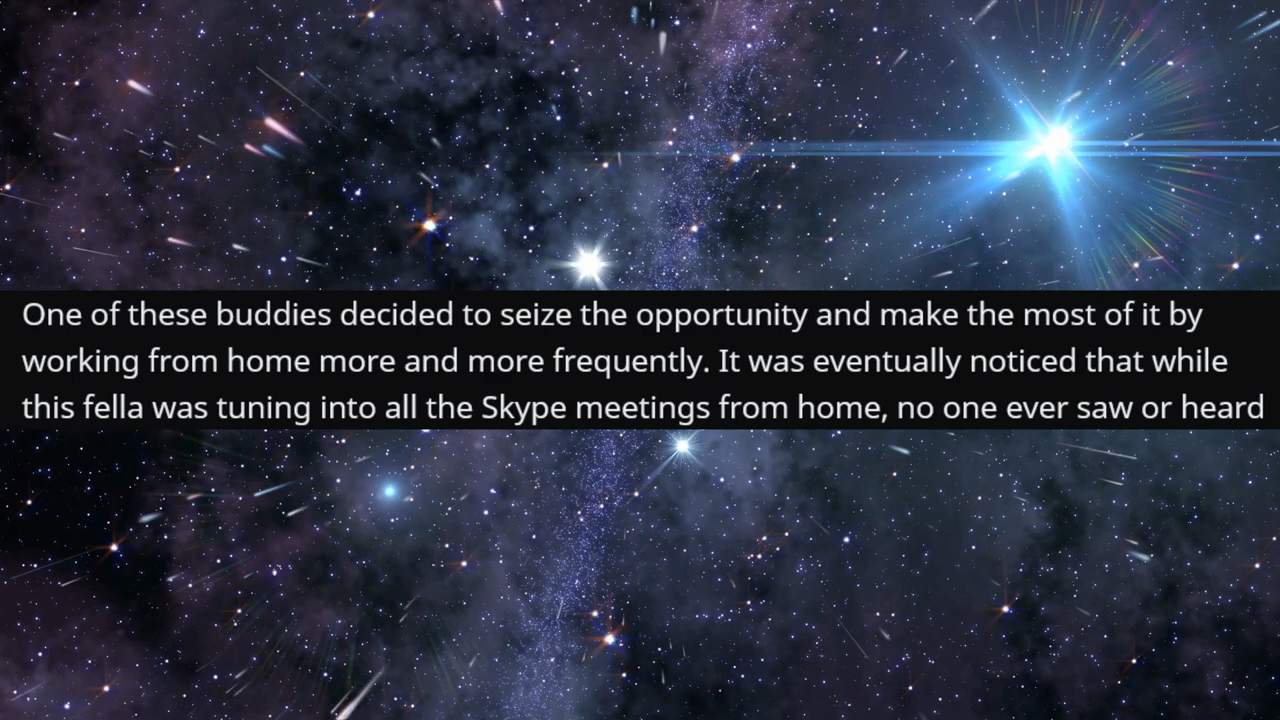 One of these buddies decided to seize the opportunity and make the most of it by
working from home more and more frequently. It was eventually noticed that while
this fella was tuning into all the Skype meetings from home, no one ever saw or heard